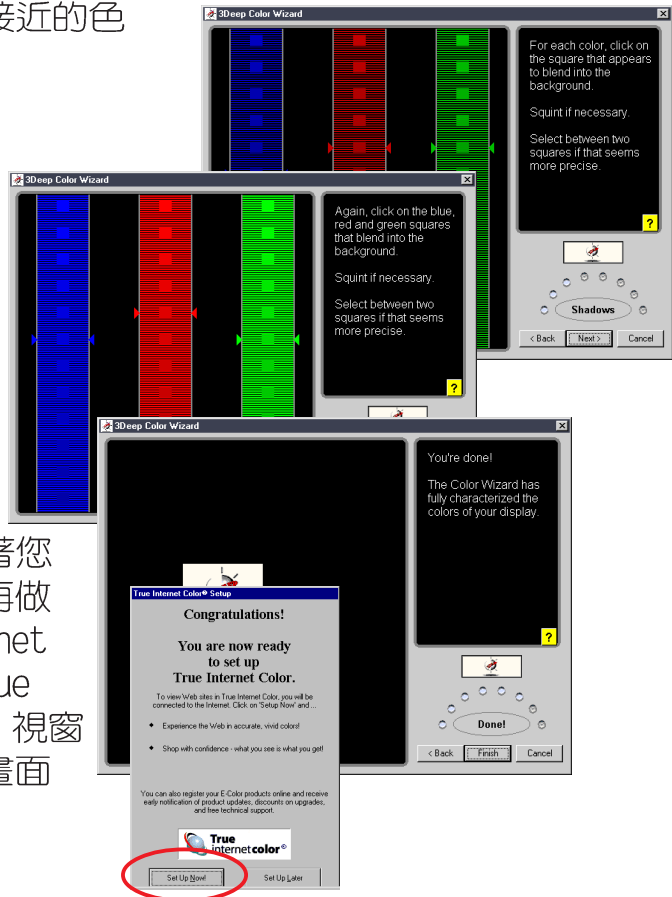 接近的色
3Deep Color Wizard
For each color, click on
the square that appears
to blend into the
background.
Squint if necessary.
Select between two
squares if that seems
more precise.
?
Shadows
< Back
Next >
Cancel
3Deep Color Wizard
Again, click on the blue,
red and green squares
that blend into the
background.
Squint if necessary.
Select between two
squares if that seems
more precise.
?
3Deep Color Wizard
You're done!
The Color Wizard has
fully characterized the
colors of your display.
?
Done!
< Back
Finish
Cancel
著您
再做
net
ue
視窗
畫面
True Internet Color® Setup
Congratulations!
You are now ready
to set up
True Internet Color.
To view Web sites in True Internet Color, you will be
connected to the Internet. Click on 'Setup Now' and ...
◆ Experience the Web in accurate, vivid colors!
◆ Shop with confidence - what you see is what you get!
You can also register your E-Color products online and receive
early notification of product updates, discounts on upgrades,
and free technical support.
True
internetcolor®
Set Up Now!
Set Up Later